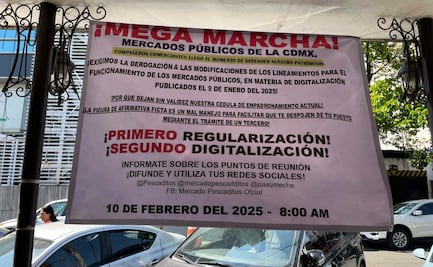 ¡MEGA MARCHA!
MERCADOS PÚBLICOS DE LA CDMX.
COMPAÑEROS COMERCIANTES LLEGÓ EL MOMENTO DE DEFENDER NUESTRO PATRIMONIO
¡EXIGIMOS LA DEROGACIÓN A LAS MODIFICACIONES DE LOS LINEAMIENTOS PARA EL
FUNCIONAMIENTO DE LOS MERCADOS PÚBLICOS, EN MATERIA DE DIGITALIZACIÓN
PUBLICADOS EL 9 DE ENERO DEL 2025!
¡POR QUE DEJAN SIN VALIDEZ NUESTRA CEDULA DE EMPADRONAMIENTO ACTUAL!
¡LA FIGURA DE AFIRMATIVA FICTA ES UN MAL MANEJO PARA FACILITAR QUE TE DESPOJEN DE TU PUESTO
MEDIANTE EL TRÁMITE DE UN TERCERO!
¡PRIMERO REGULARIZACIÓN!
¡SEGUNDO DIGITALIZACIÓN!
INFORMATE SOBRE LOS PUNTOS DE REUNIÓN
¡DIFUNDE Y UTILIZA TUS REDES SOCIALES!
@Pescaditos @mercadopescadditos @pasumeche
FB: Mercado Pescaditos Oficial
10 DE FEBRERO DEL 2025 - 8:00 AM